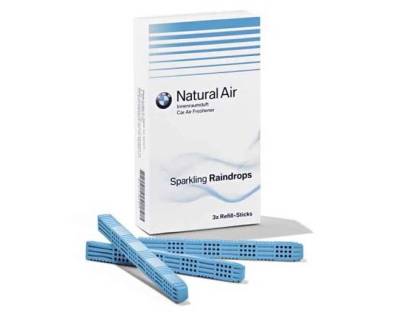 Natural Air
Innenraumduft
Car Air Freshener
Sparkling Raindrops
3x Refill-Sticks